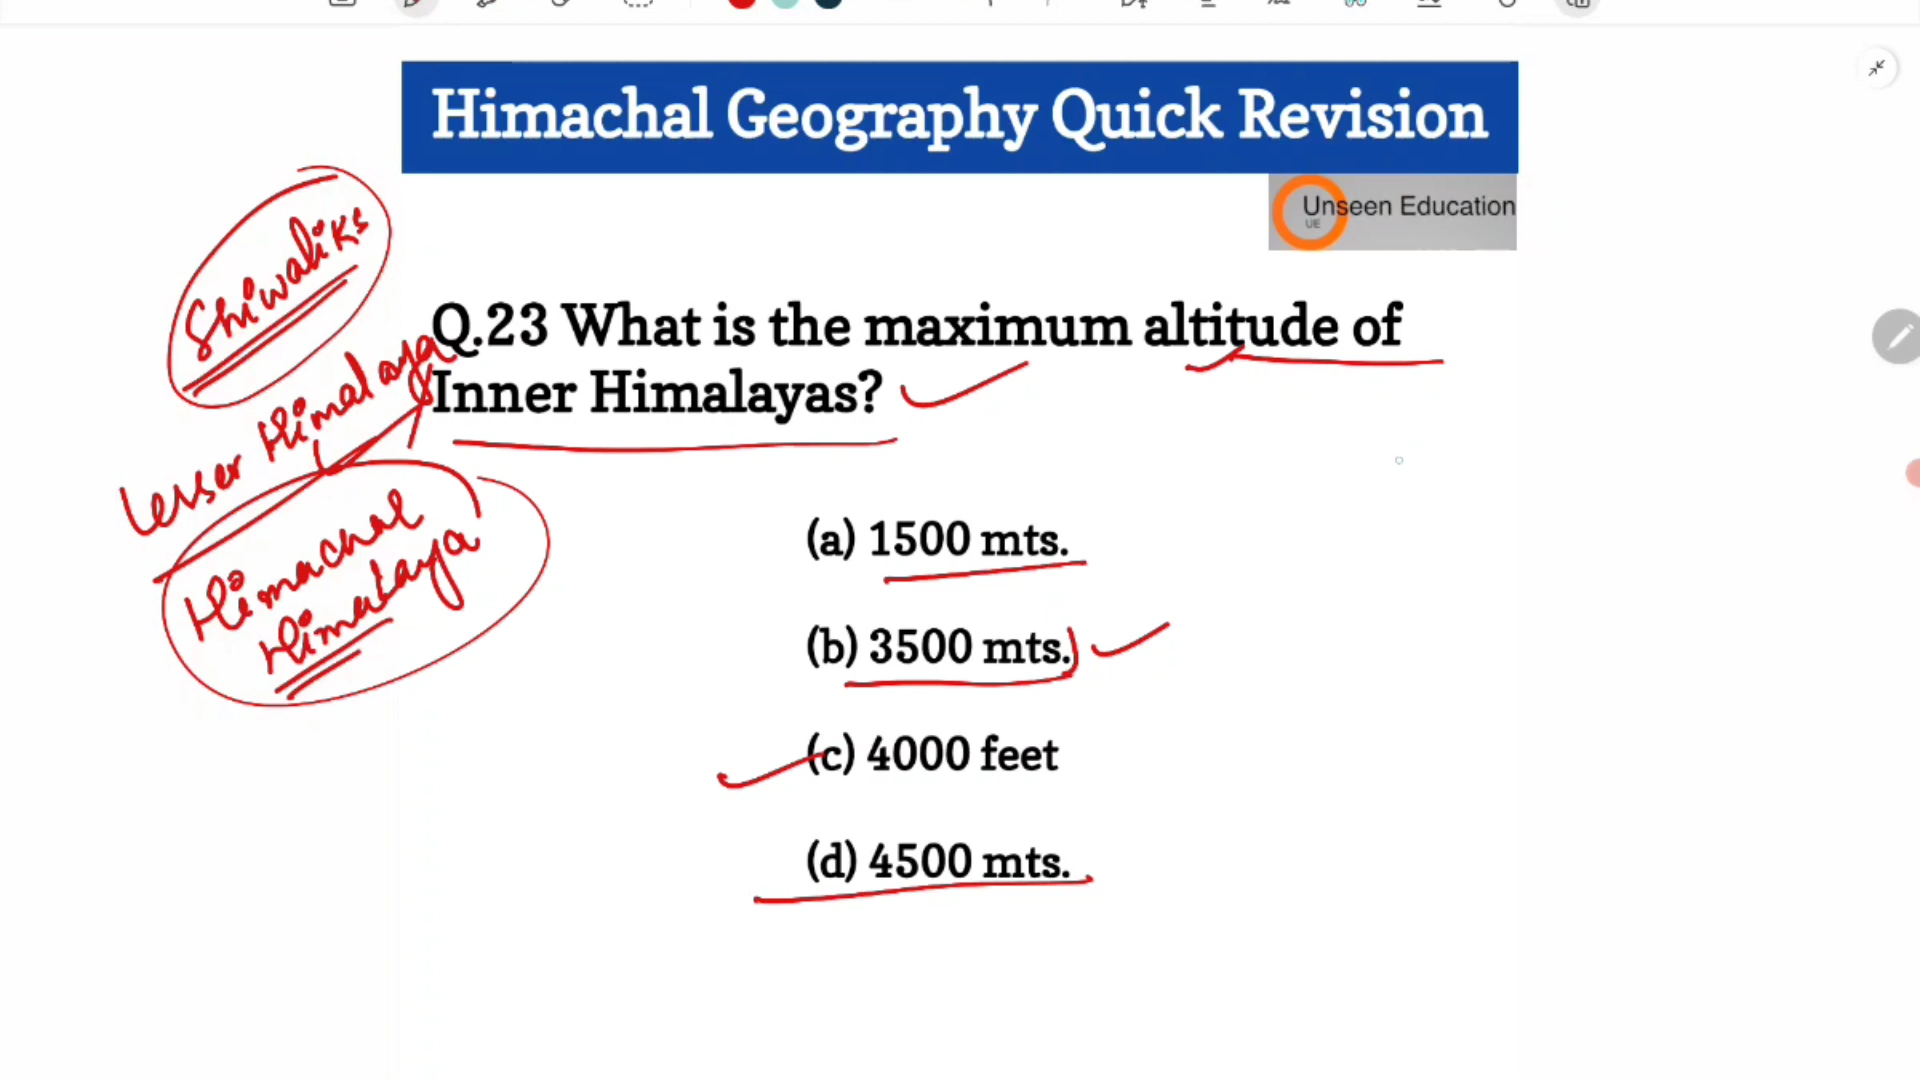 Himachal Geography Quick Revision
Unseen Education
UE
Shiwaliks
Q.23 What is the maximum altitude of
Inner Himalayas?
Lesser Himalaya
Himachal
Himalaya
(a) 1500 mts.
(b) 3500 mts.
(c) 4000 feet
(d) 4500 mts.